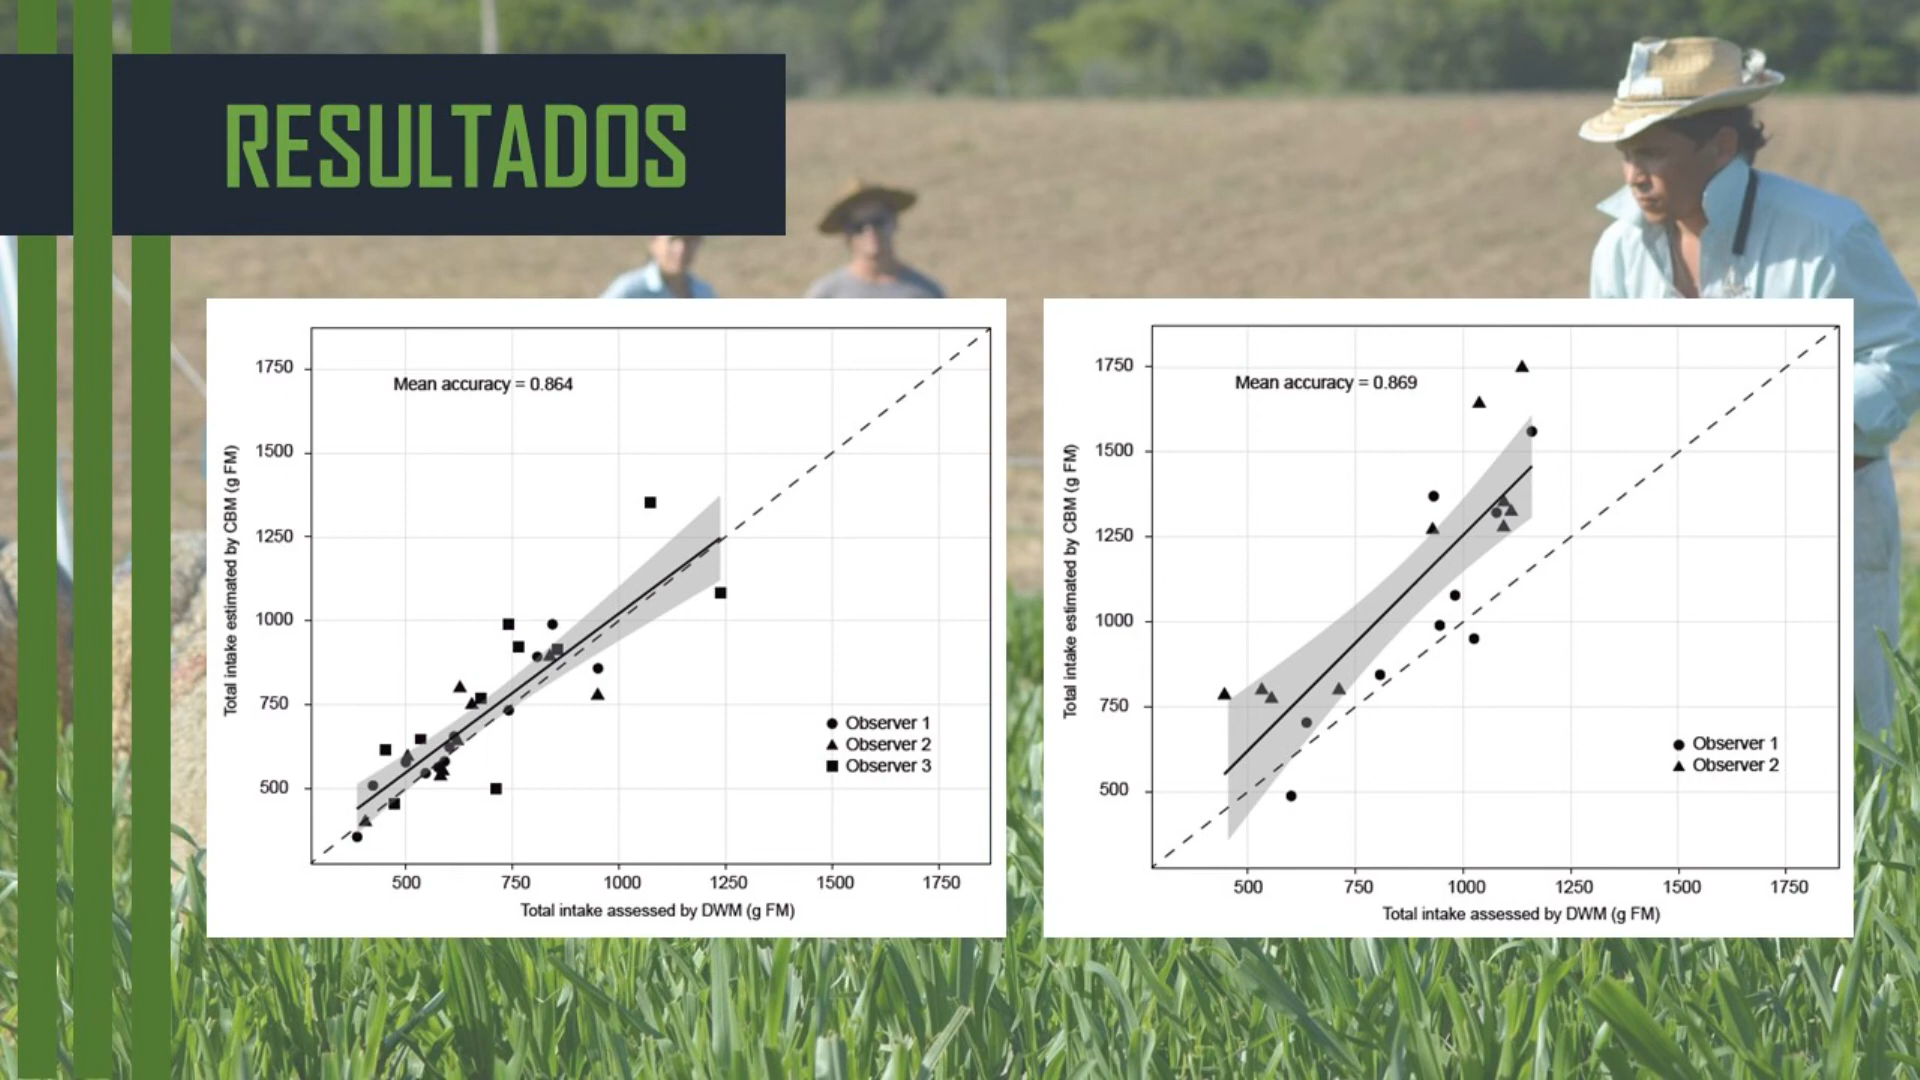 RESULTADOS
Mean accuracy = 0.864
1750
1500
1250
1000
750
500
Total intake estimated by CBM (g FM)
Observer 1
Observer 2
Observer 3
500 750 1000 1250 1500 1750
Total intake assessed by DWM (g FM)
Mean accuracy = 0.869
1750
1500
1250
1000
750
500
Total intake estimated by CBM (g FM)
Observer 1
Observer 2
500 750 1000 1250 1500 1750
Total intake assessed by DWM (g FM)